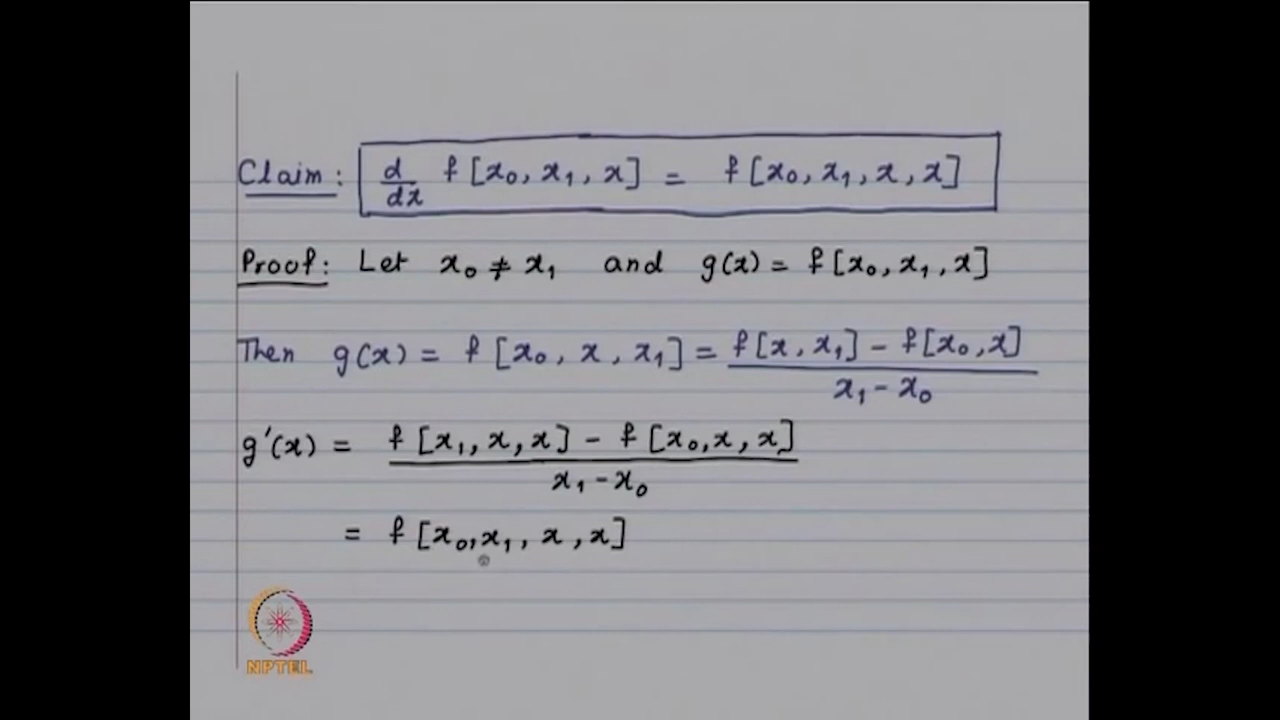 Claim: d/dx f[x₀, x₁, x] = f[x₀, x₁, x, x]
Proof: Let x₀ ≠ x₁ and g(x) = f[x₀, x₁, x]
Then g(x) = f[x₀, x, x₁] = (f[x, x₁] - f[x₀, x]) / (x₁ - x₀)
g'(x) = (f[x₁, x, x] - f[x₀, x, x]) / (x₁ - x₀)
= f[x₀, x₁, x, x]
NPTEL